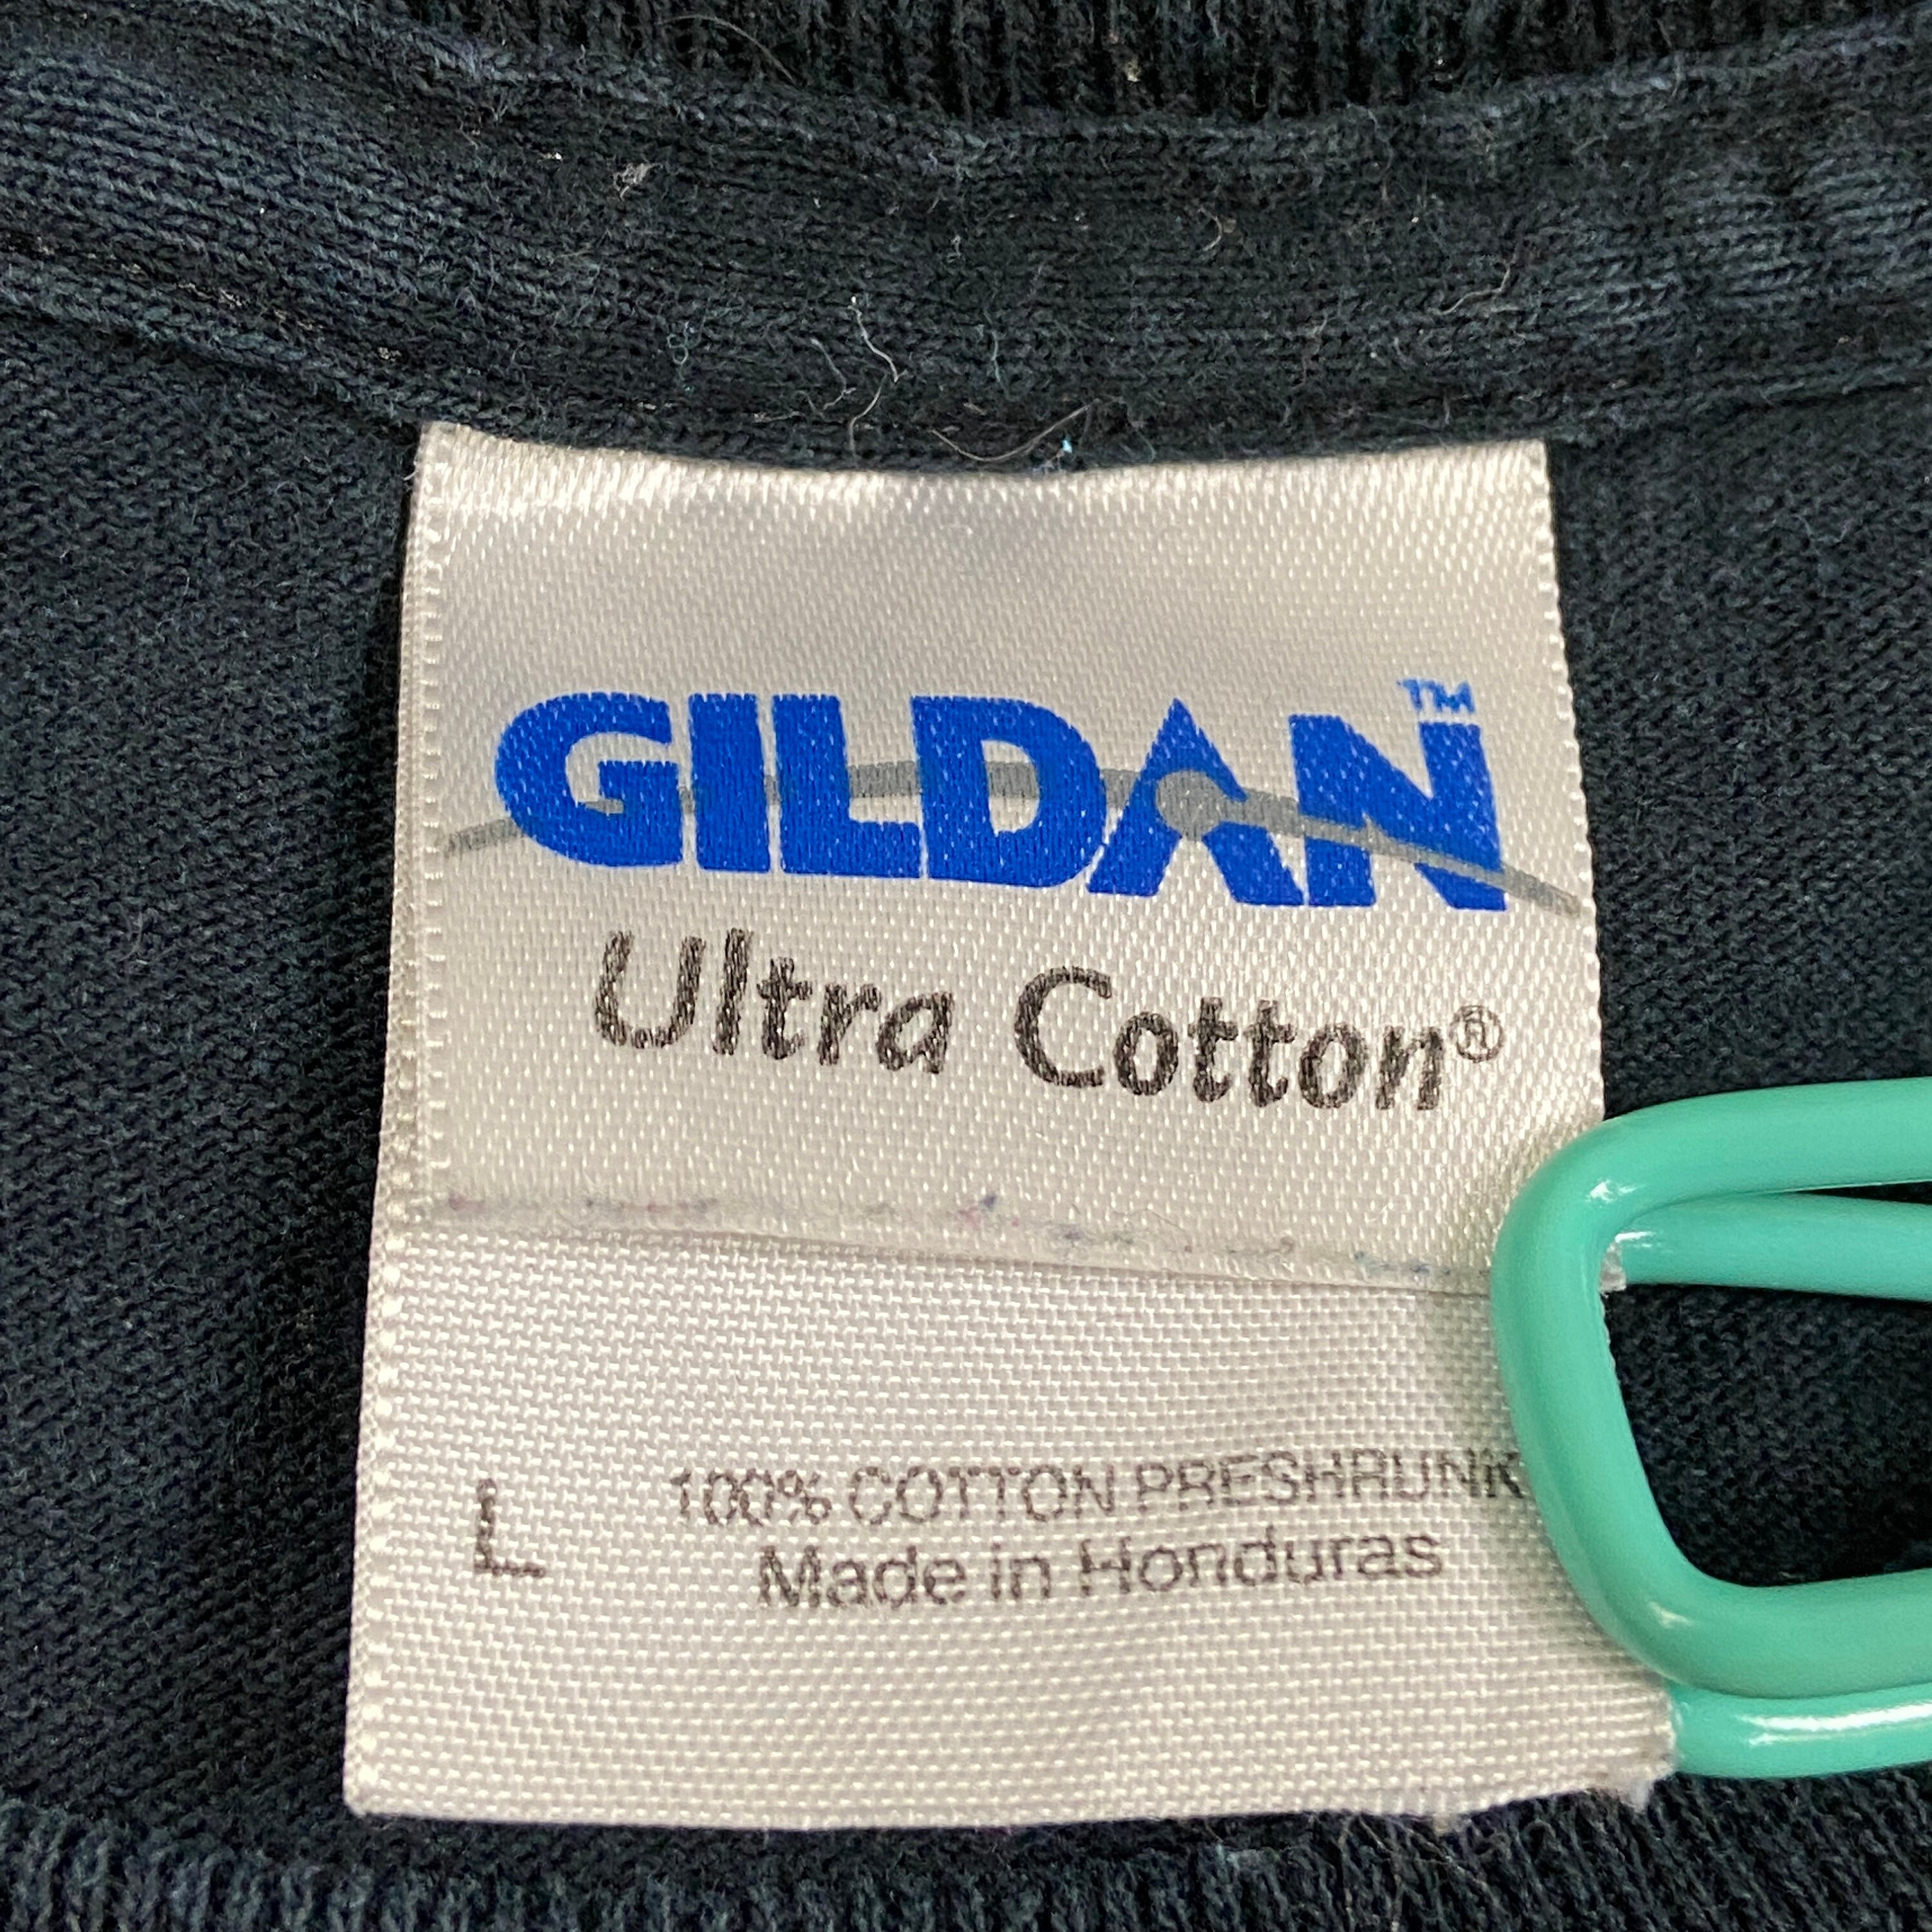 GILDAN™
Ultra Cotton®
L
100% COTTON PRESHRUNK
Made in Honduras